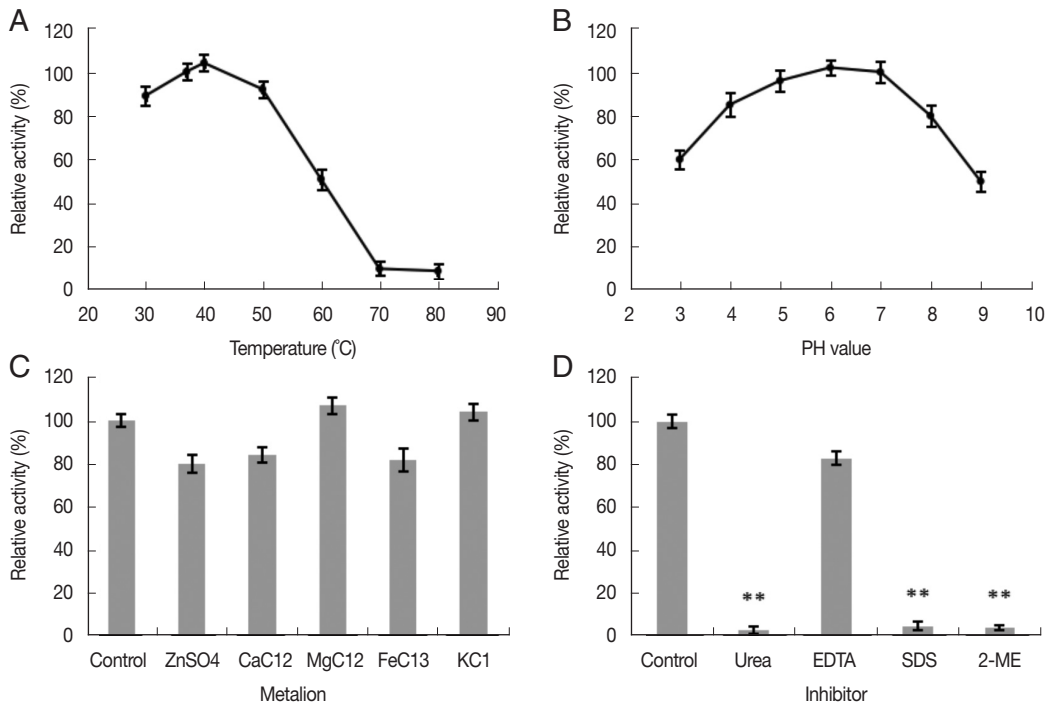 A
120
100
80
60
40
20
0
Relative activity (%)
20 30 40 50 60 70 80 90
Temperature (°C)
B
120
100
80
60
40
20
0
Relative activity (%)
2 3 4 5 6 7 8 9 10
PH value
C
120
100
80
60
40
20
0
Relative activity (%)
Control ZnSO4 CaC12 MgC12 FeC13 KC1
Metalion
D
120
100
80
60
40
20
0
Relative activity (%)
** ** **
Control Urea EDTA SDS 2-ME
Inhibitor